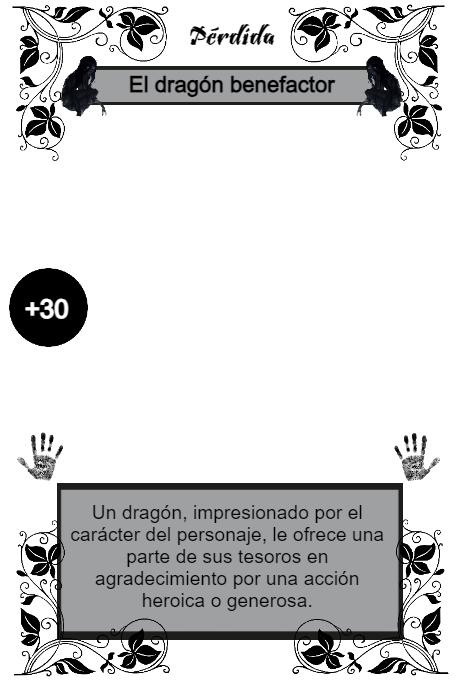 Pérdida
El dragón benefactor
+30
Un dragón, impresionado por el
carácter del personaje, le ofrece una
parte de sus tesoros en
agradecimiento por una acción
heroica o generosa.